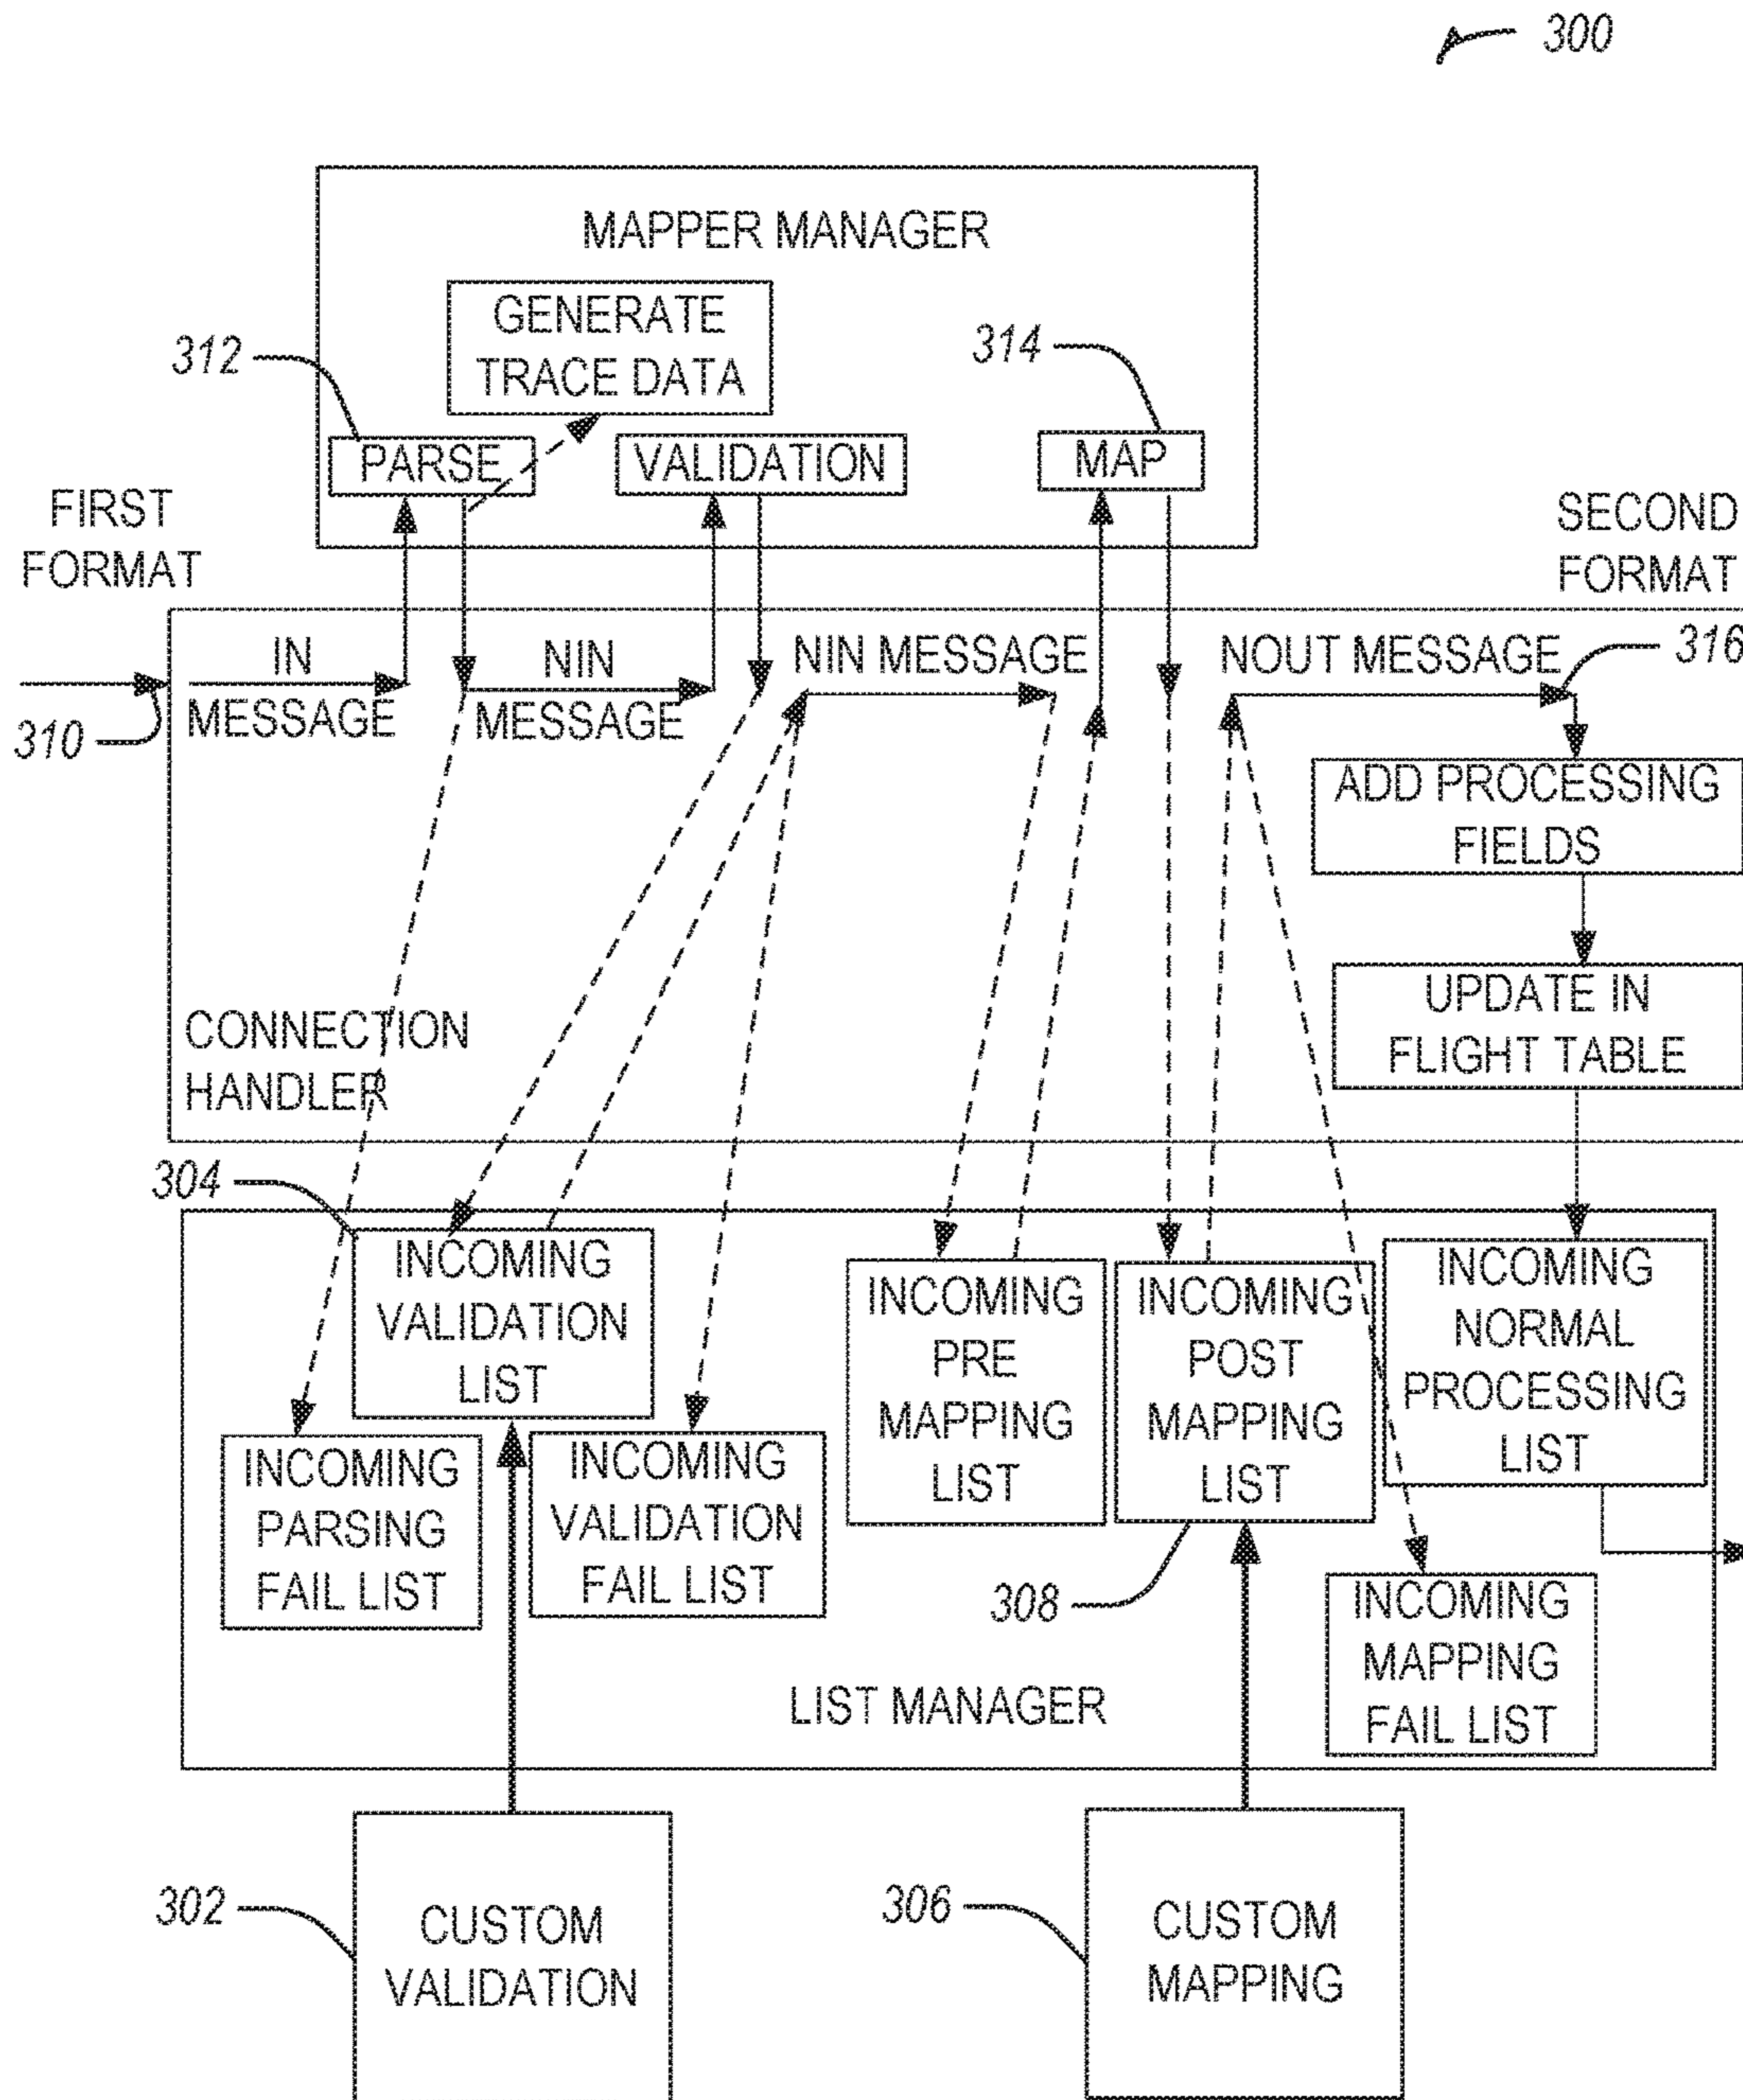 300
MAPPER MANAGER
GENERATE
TRACE DATA
312
314
PARSE
VALIDATION
MAP
FIRST
FORMAT
SECOND
FORMAT
IN
MESSAGE
NIN
MESSAGE
NIN MESSAGE
NOUT MESSAGE
316
310
ADD PROCESSING
FIELDS
UPDATE IN
FLIGHT TABLE
CONNECTION
HANDLER
304
INCOMING
VALIDATION
LIST
INCOMING
PRE
MAPPING
LIST
INCOMING
POST
MAPPING
LIST
INCOMING
NORMAL
PROCESSING
LIST
INCOMING
PARSING
FAIL LIST
INCOMING
VALIDATION
FAIL LIST
308
INCOMING
MAPPING
FAIL LIST
LIST MANAGER
302
CUSTOM
VALIDATION
306
CUSTOM
MAPPING